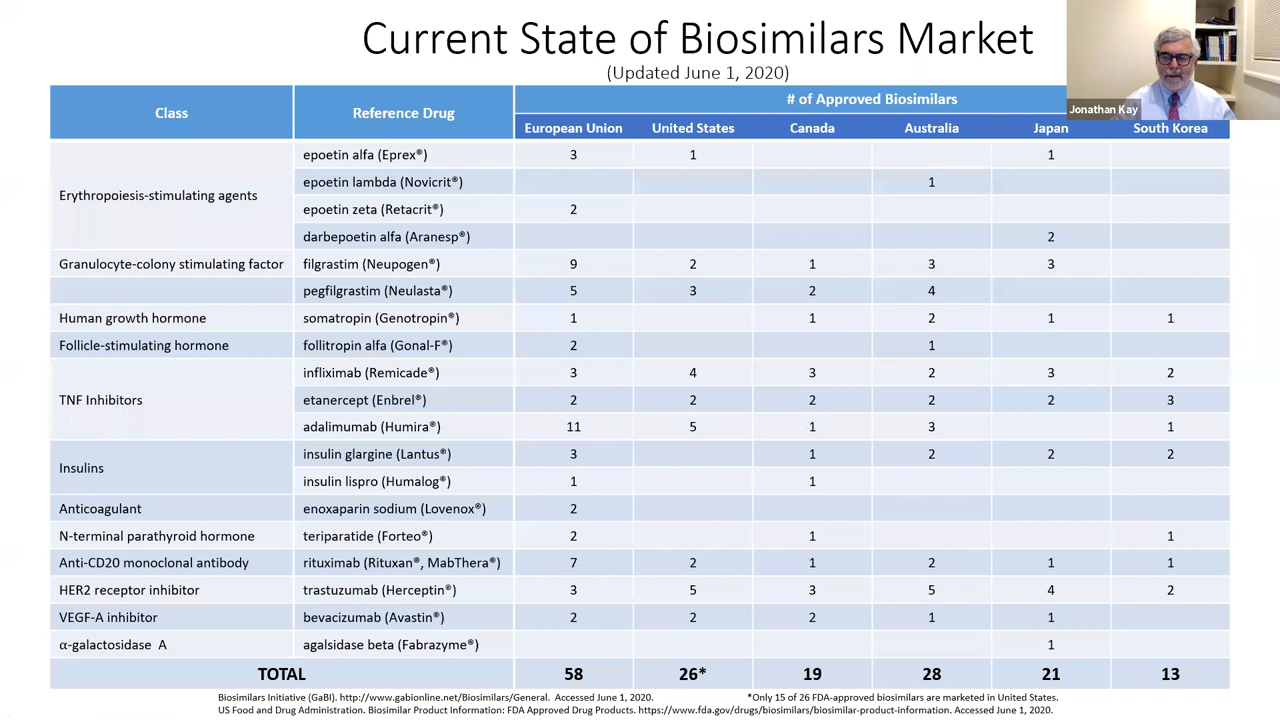 Current State of Biosimilars Market
(Updated June 1, 2020)
Jonathan Kay
Class Reference Drug # of Approved Biosimilars
European Union United States Canada Australia Japan South Korea
Erythropoiesis-stimulating agents
epoetin alfa (Eprex®) 3 1 1
epoetin lambda (Novicrit®) 1
epoetin zeta (Retacrit®) 2
darbepoetin alfa (Aranesp®) 2
Granulocyte-colony stimulating factor filgrastim (Neupogen®) 9 2 1 3 3
pegfilgrastim (Neulasta®) 5 3 2 4
Human growth hormone somatropin (Genotropin®) 1 1 2 1 1
Follicle-stimulating hormone follitropin alfa (Gonal-F®) 2 1
TNF Inhibitors
infliximab (Remicade®) 3 4 3 2 3 2
etanercept (Enbrel®) 2 2 2 2 2 3
adalimumab (Humira®) 11 5 1 3 1
Insulins
insulin glargine (Lantus®) 3 1 2 2 2
insulin lispro (Humalog®) 1 1
Anticoagulant enoxaparin sodium (Lovenox®) 2
N-terminal parathyroid hormone teriparatide (Forteo®) 2 1 1
Anti-CD20 monoclonal antibody rituximab (Rituxan®, MabThera®) 7 2 1 2 1 1
HER2 receptor inhibitor trastuzumab (Herceptin®) 3 5 3 5 4 2
VEGF-A inhibitor bevacizumab (Avastin®) 2 2 2 1 1
α-galactosidase A agalsidase beta (Fabrazyme®) 1
TOTAL 58 26* 19 28 21 13
Biosimilars Initiative (GaBI). http://www.gabionline.net/Biosimilars/General. Accessed June 1, 2020. *Only 15 of 26 FDA-approved biosimilars are marketed in United States.
US Food and Drug Administration. Biosimilar Product Information: FDA Approved Drug Products. https://www.fda.gov/drugs/biosimilars/biosimilar-product-information. Accessed June 1, 2020.